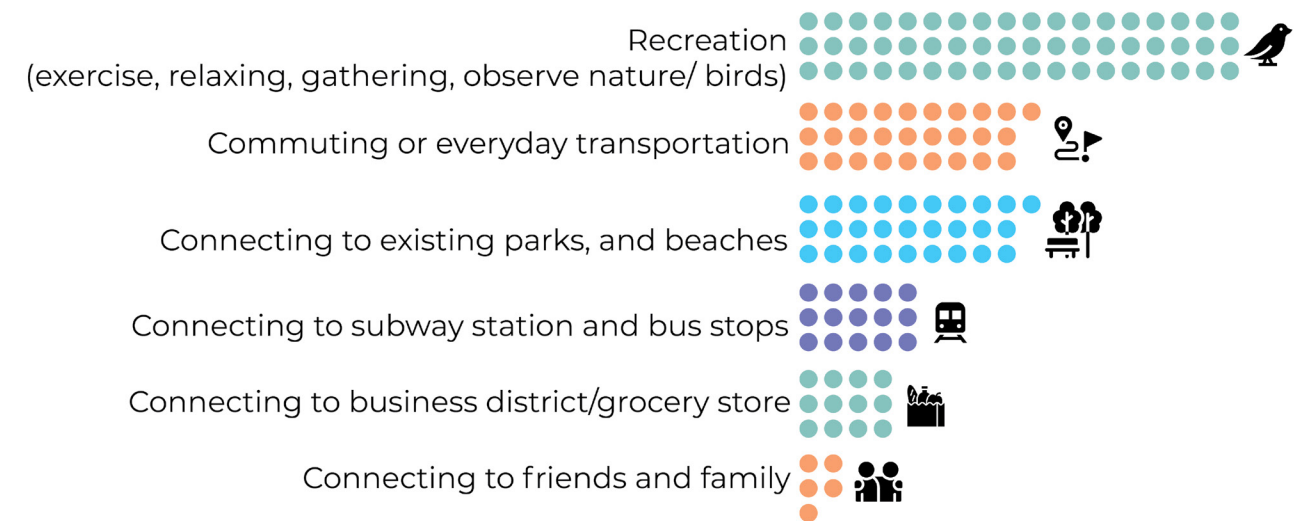 Recreation
(exercise, relaxing, gathering, observe nature/ birds)
Commuting or everyday transportation
Connecting to existing parks, and beaches
Connecting to subway station and bus stops
Connecting to business district/grocery store
Connecting to friends and family